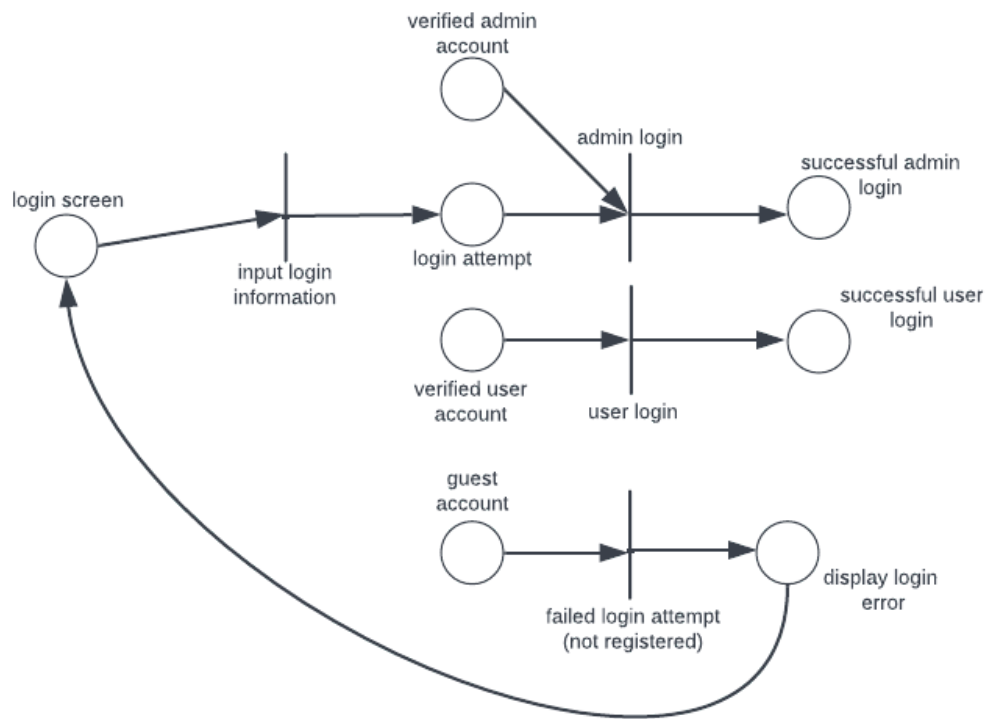 verified admin
account
admin login
successful admin
login
login screen
login attempt
input login
information
successful user
login
verified user
account
user login
guest
account
display login
error
failed login attempt
(not registered)